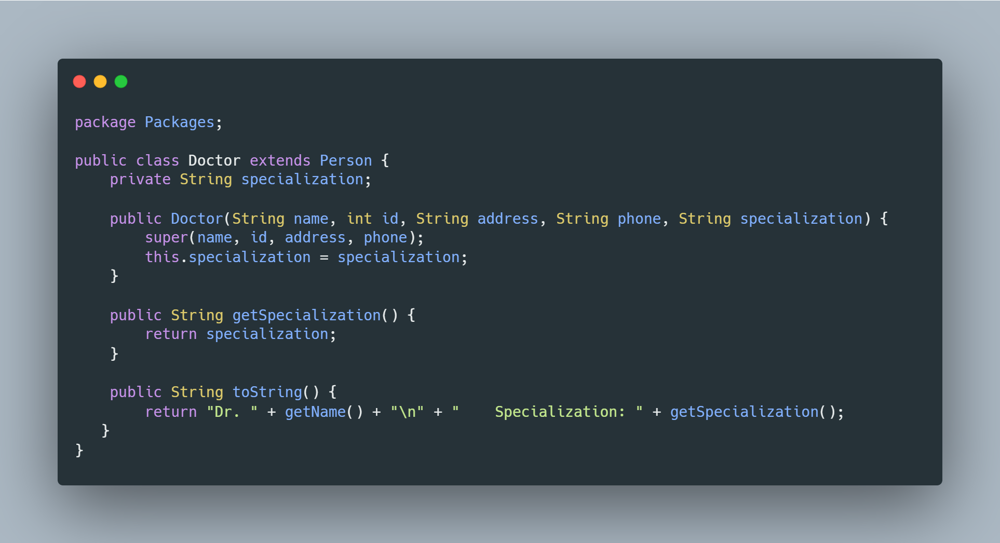 package Packages;

public class Doctor extends Person {
    private String specialization;

    public Doctor(String name, int id, String address, String phone, String specialization) {
        super(name, id, address, phone);
        this.specialization = specialization;
    }

    public String getSpecialization() {
        return specialization;
    }

    public String toString() {
        return "Dr. " + getName() + "\n" + "    Specialization: " + getSpecialization();
   }
}